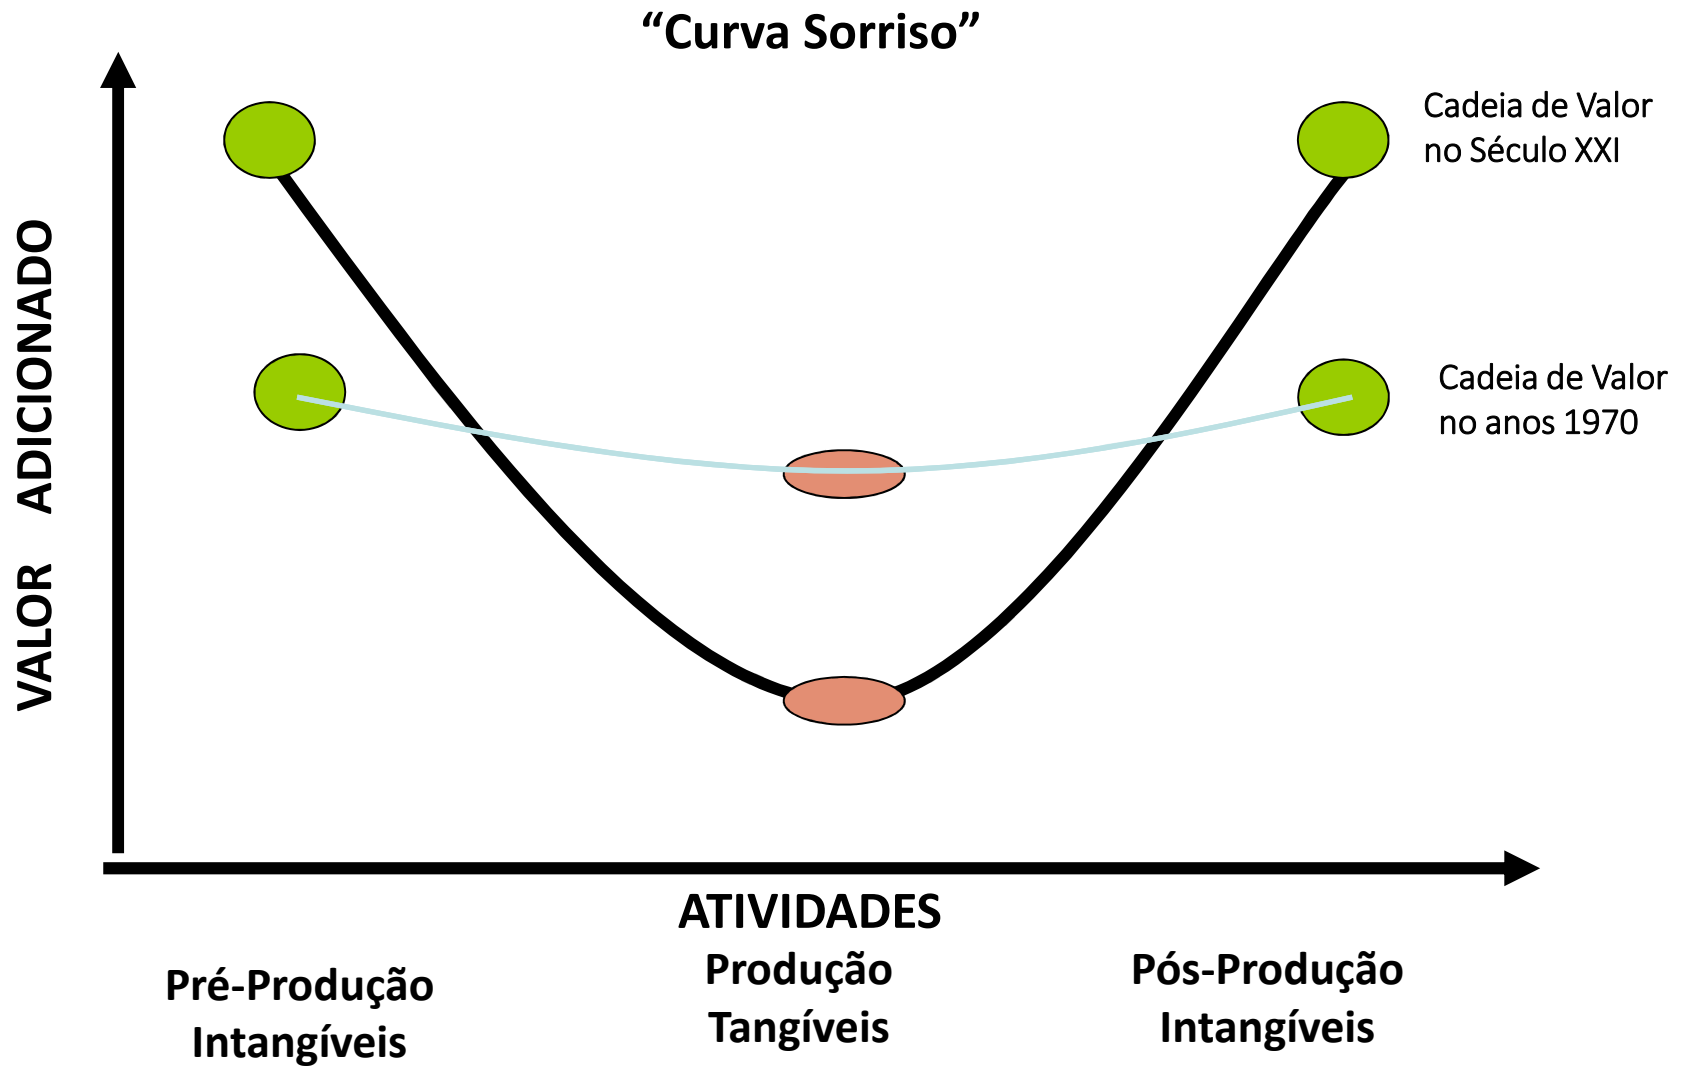 “Curva Sorriso”
Cadeia de Valor
no Século XXI
VALOR ADICIONADO
Cadeia de Valor
no anos 1970
ATIVIDADES
Pré-Produção
Intangíveis
Produção
Tangíveis
Pós-Produção
Intangíveis